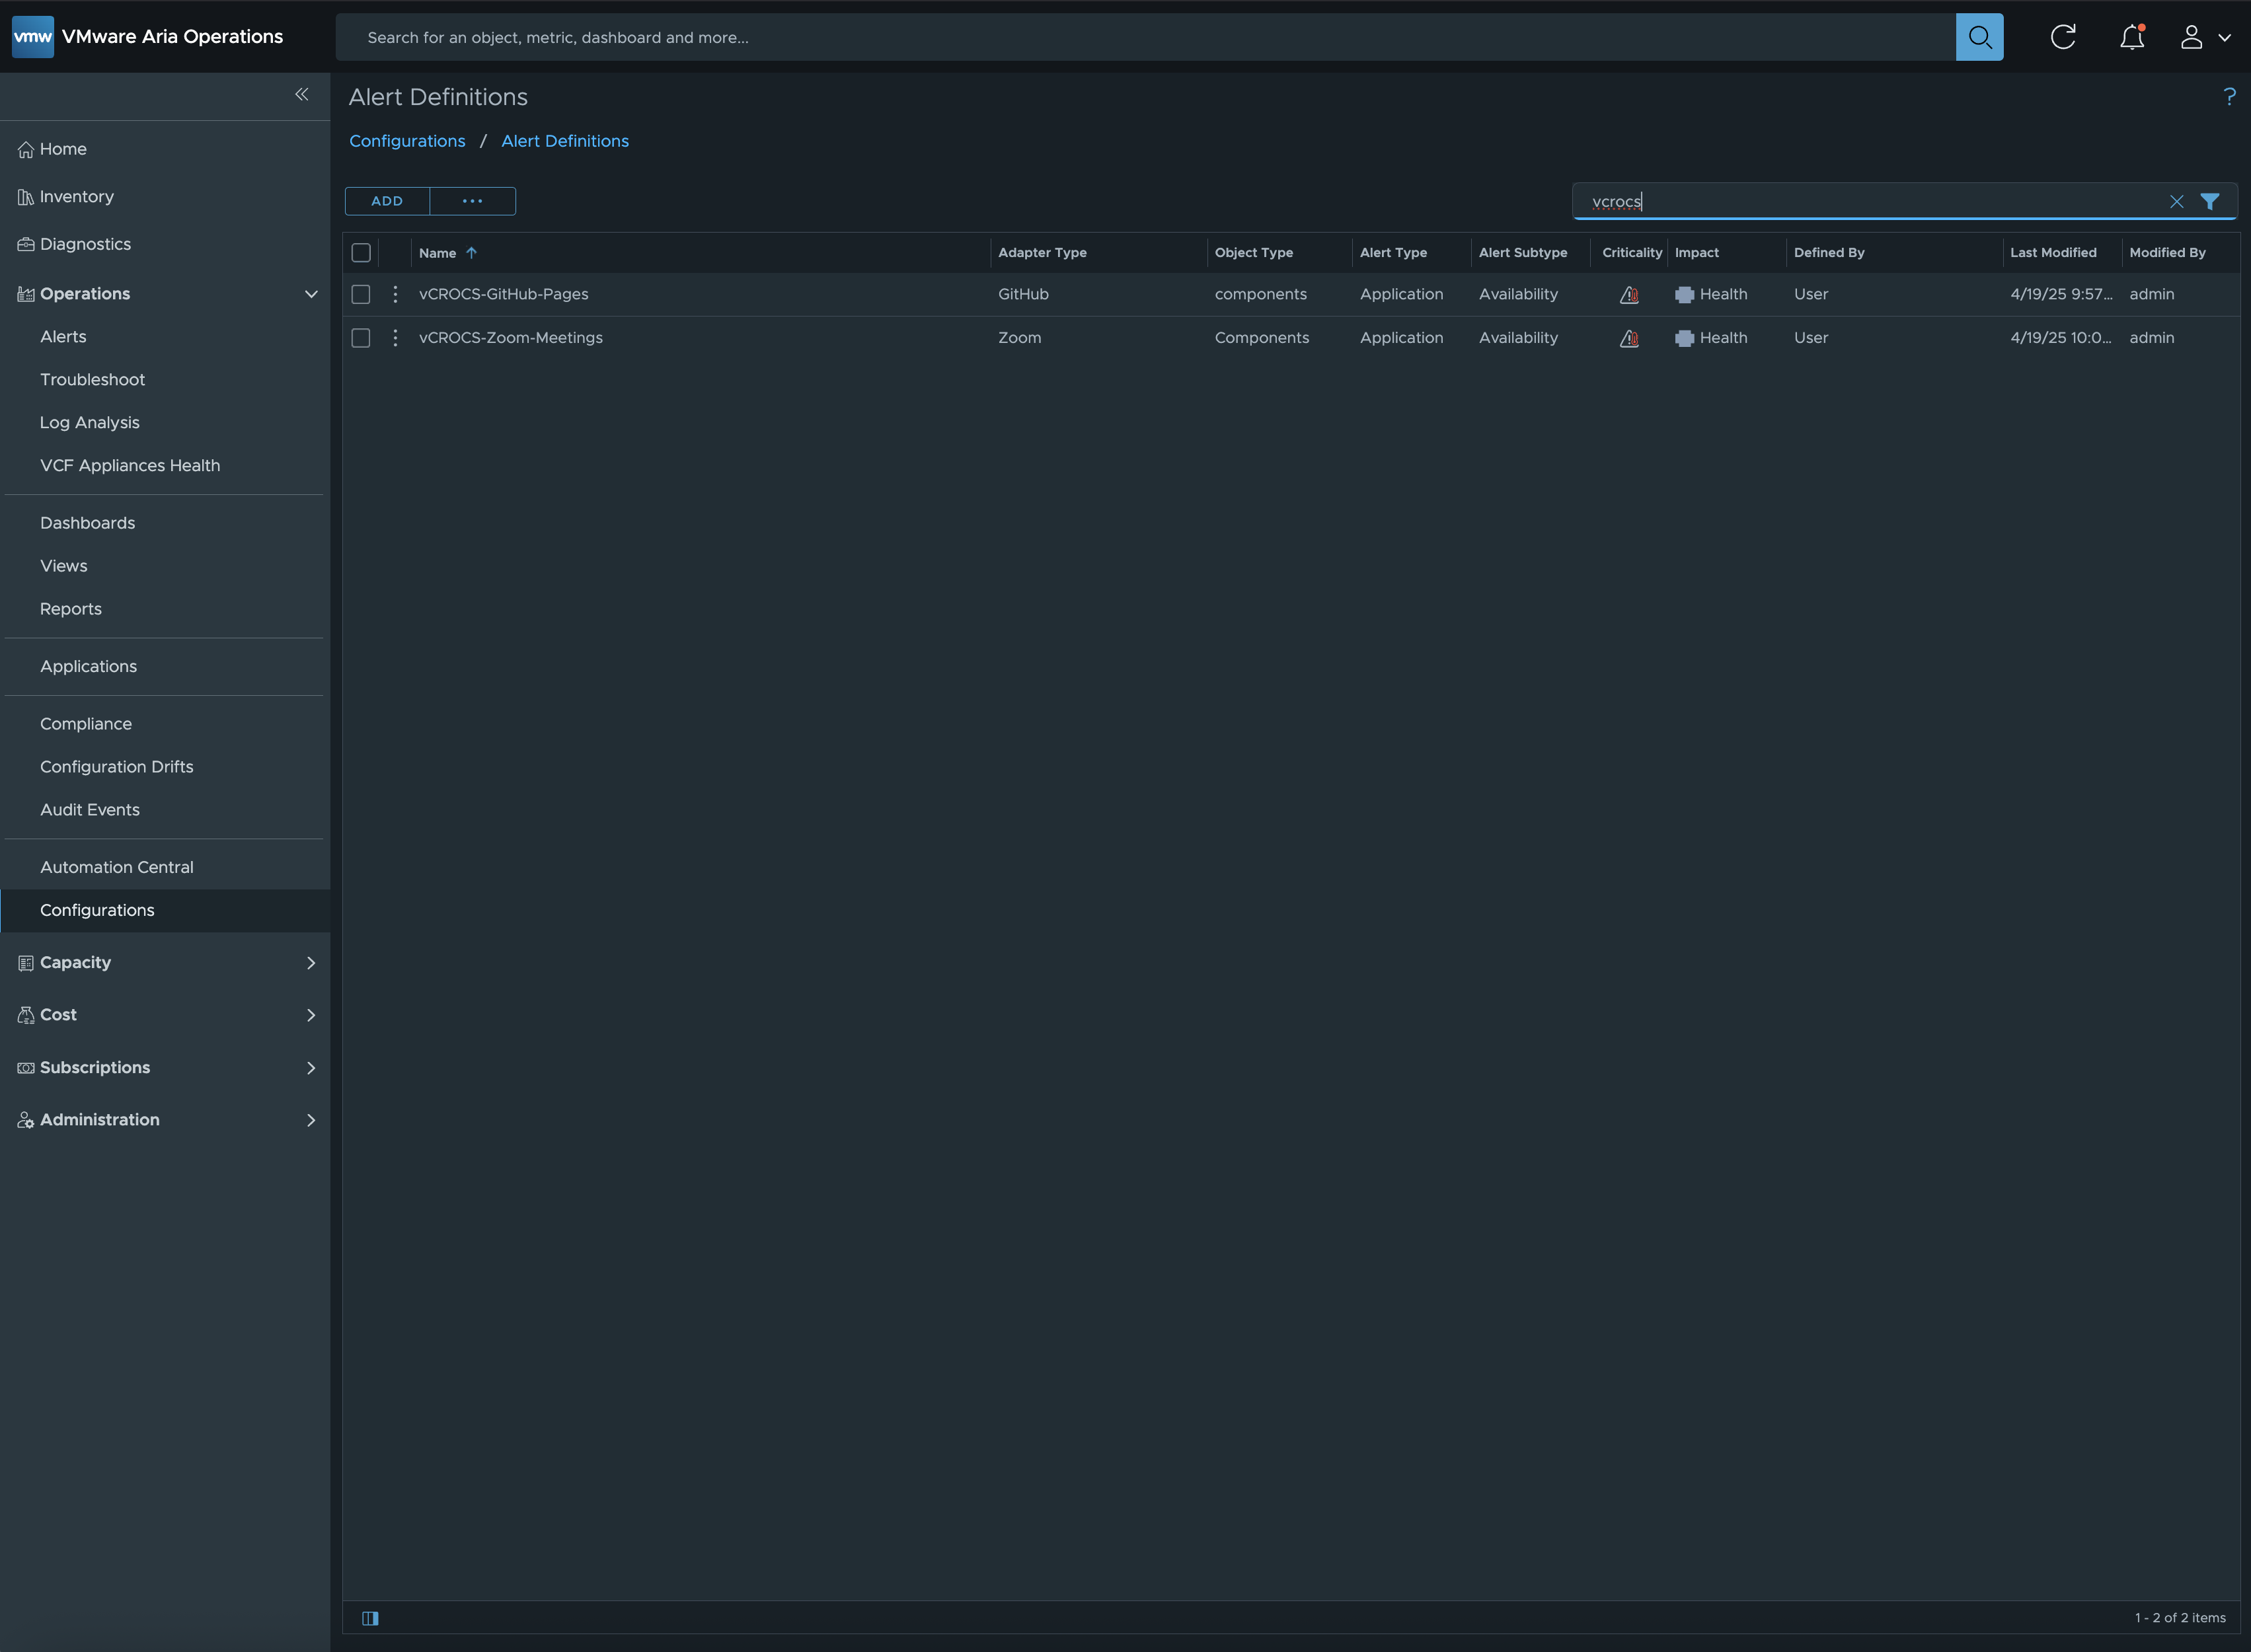 vmw VMware Aria Operations
Search for an object, metric, dashboard and more...
Alert Definitions
?
Configurations / Alert Definitions
Home
Inventory
Diagnostics
Operations
Alerts
Troubleshoot
Log Analysis
VCF Appliances Health
Dashboards
Views
Reports
Applications
Compliance
Configuration Drifts
Audit Events
Automation Central
Configurations
Capacity
Cost
Subscriptions
Administration
ADD ...
vcrocs
Name Adapter Type Object Type Alert Type Alert Subtype Criticality Impact Defined By Last Modified Modified By
vCROCS-GitHub-Pages GitHub components Application Availability Health User 4/19/25 9:57... admin
vCROCS-Zoom-Meetings Zoom Components Application Availability Health User 4/19/25 10:0... admin
1 - 2 of 2 items